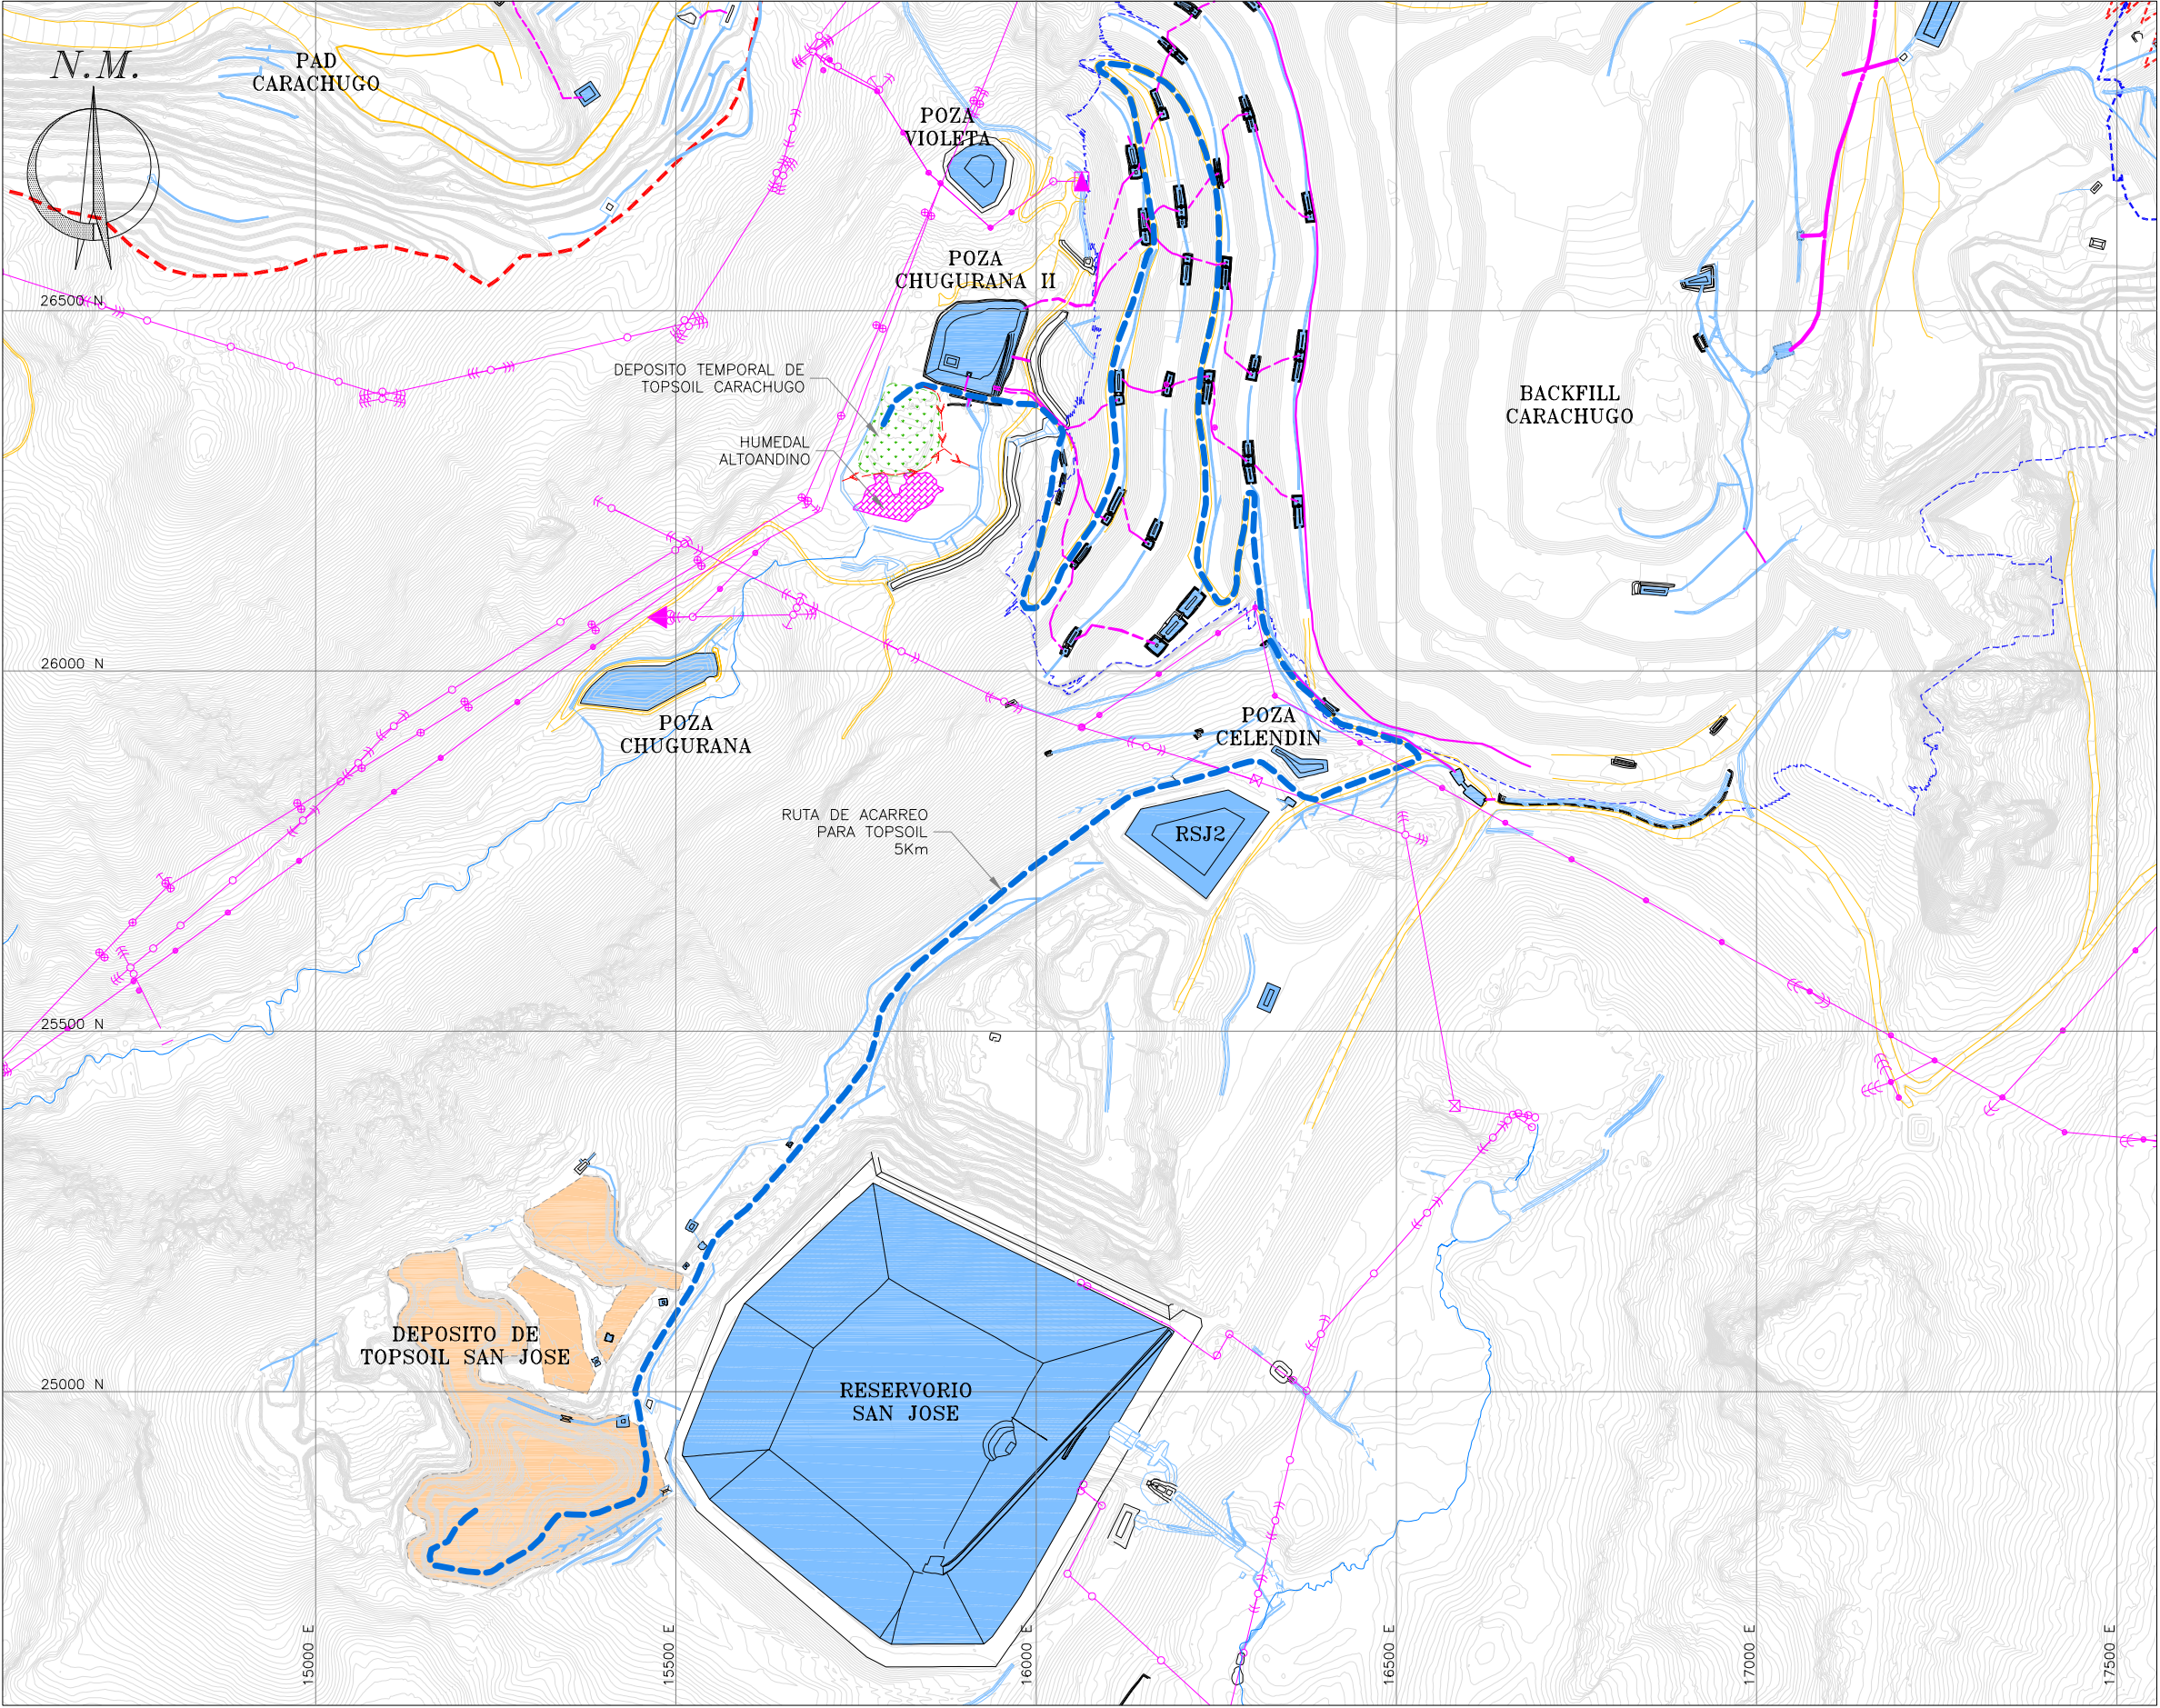 N.M.
PAD
CARACHUGO
POZA
VIOLETA
POZA
CHUGURANA II
26500 N
DEPOSITO TEMPORAL DE
TOPSOIL CARACHUGO
BACKFILL
CARACHUGO
HUMEDAL
ALTOANDINO
26000 N
POZA
CHUGURANA
POZA
CELENDIN
RUTA DE ACARREO
PARA TOPSOIL
5Km
RSJ2
25500 N
DEPOSITO DE
TOPSOIL SAN JOSE
25000 N
RESERVORIO
SAN JOSE
15000 E
15500 E
16000 E
16500 E
17000 E
17500 E